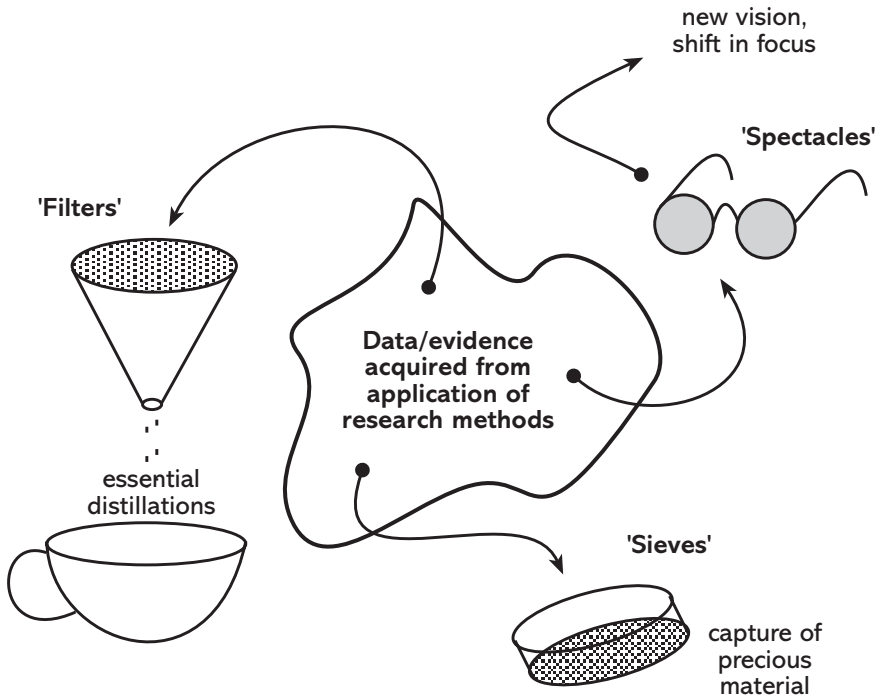 new vision,
shift in focus
'Spectacles'
'Filters'
Data/evidence
acquired from
application of
research methods
essential
distillations
'Sieves'
capture of
precious
material